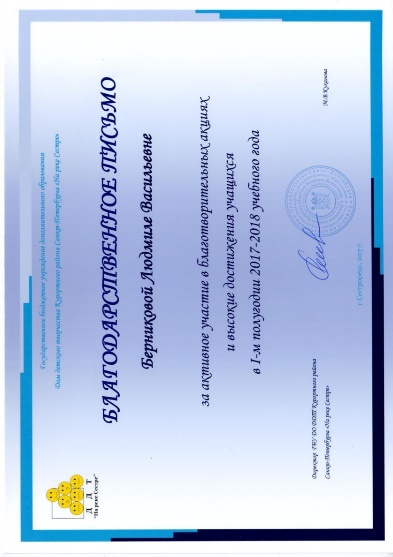 Государственное бюджетное учреждение дополнительного образования
Дом детского творчества Курортного района Санкт-Петербурга «На реке Сестре»
ДДТ
"На реке Сестре"
БЛАГОДАРСТВЕННОЕ ПИСЬМО
Берниковой Людмиле Васильевне
за активное участие в благотворительных акциях
и высокие достижения учащихся
в I-м полугодии 2017-2018 учебного года
Директор ГБУ ДО ДДТ Курортного района
Санкт-Петербурга «На реке Сестре»
М.В.Куканова
г.Сестрорецк, 2017 г.